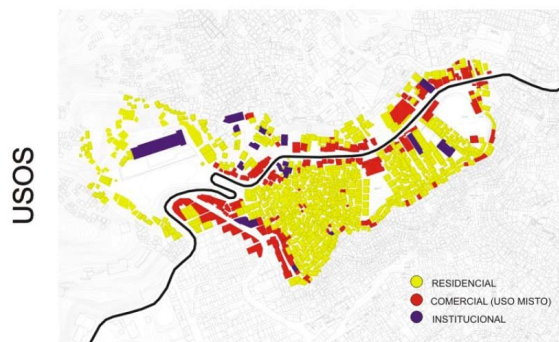 USOS
RESIDENCIAL
COMERCIAL (USO MISTO)
INSTITUCIONAL